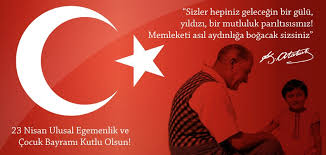 "Sizler hepiniz geleceğin bir gülü,
yıldızı, bir mutluluk parıltısısınız!
Memleketi asıl aydınlığa boğacak sizsiniz"
K. Atatürk
23 Nisan Ulusal Egemenlik ve
Çocuk Bayramı Kutlu Olsun!